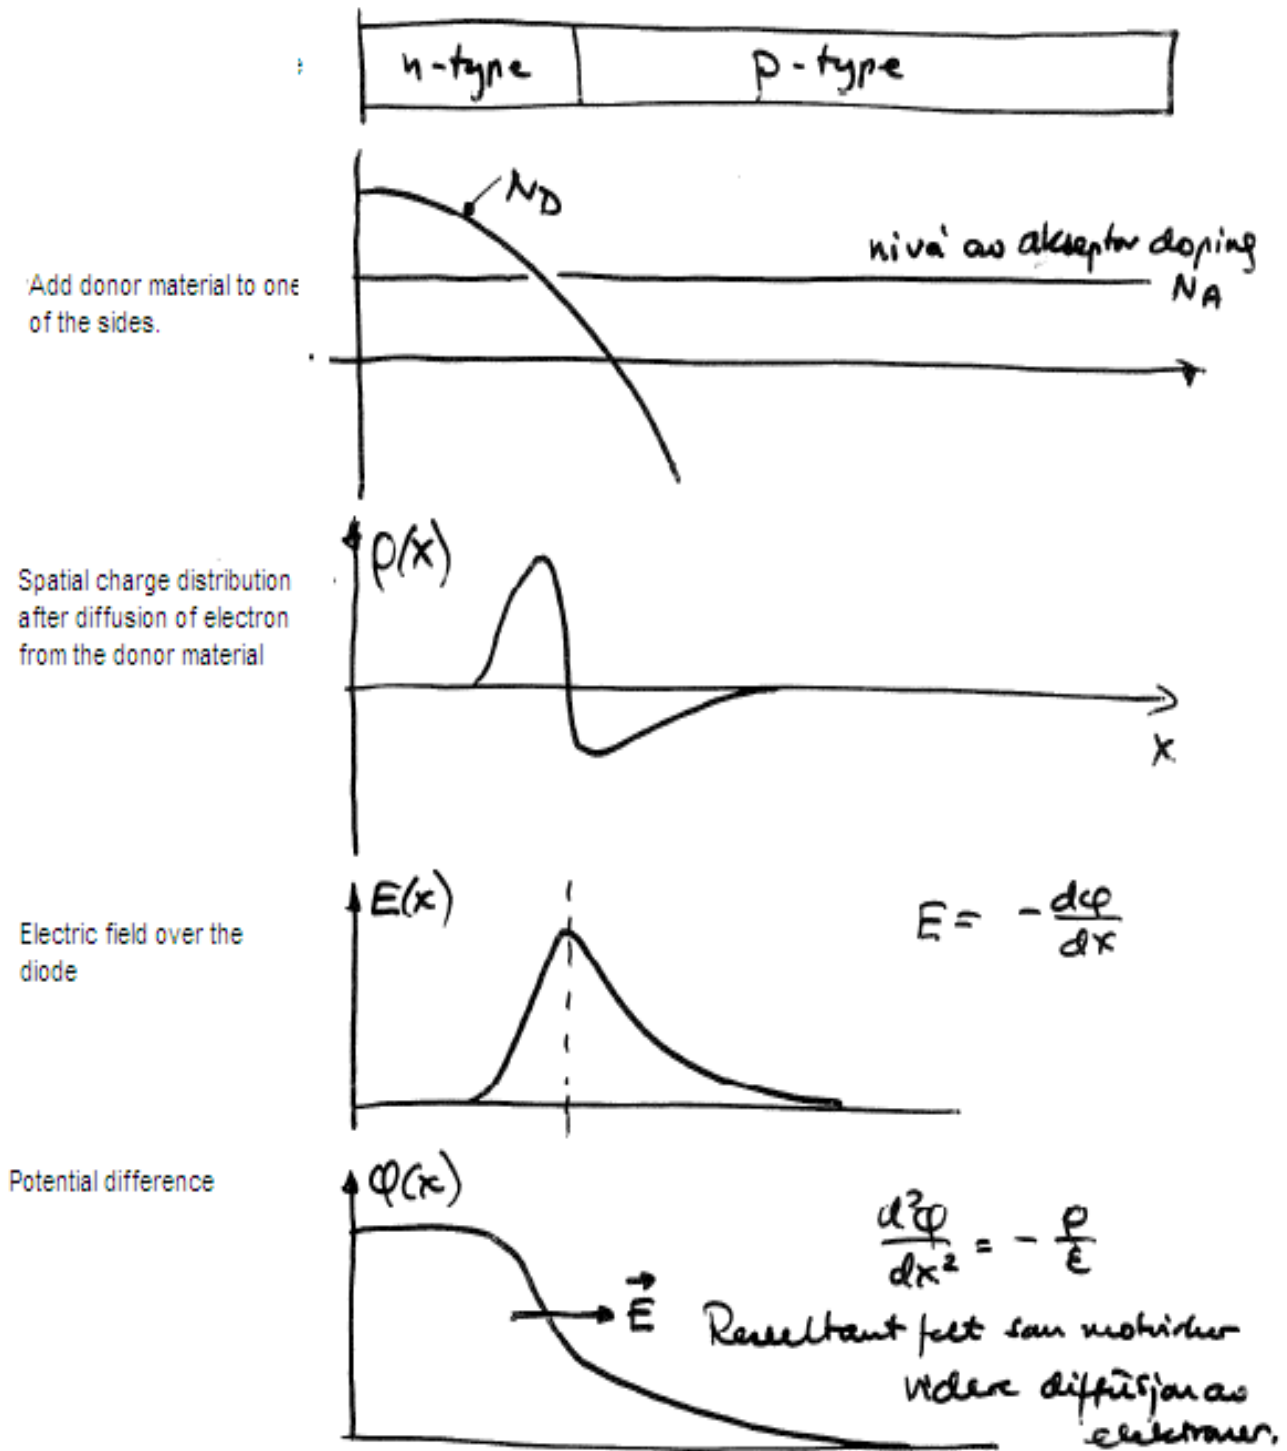 n-type
p-type
N_D
nivå av akseptor doping
N_A
Add donor material to one
of the sides.
ρ(x)
Spatial charge distribution
after diffusion of electron
from the donor material
x
E(x)
E = - dφ/dx
Electric field over the
diode
Potential difference
φ(x)
d²φ/dx² = - ρ/ε
E
Resultant felt som motvirker
videre diffusjon av
elektroner.